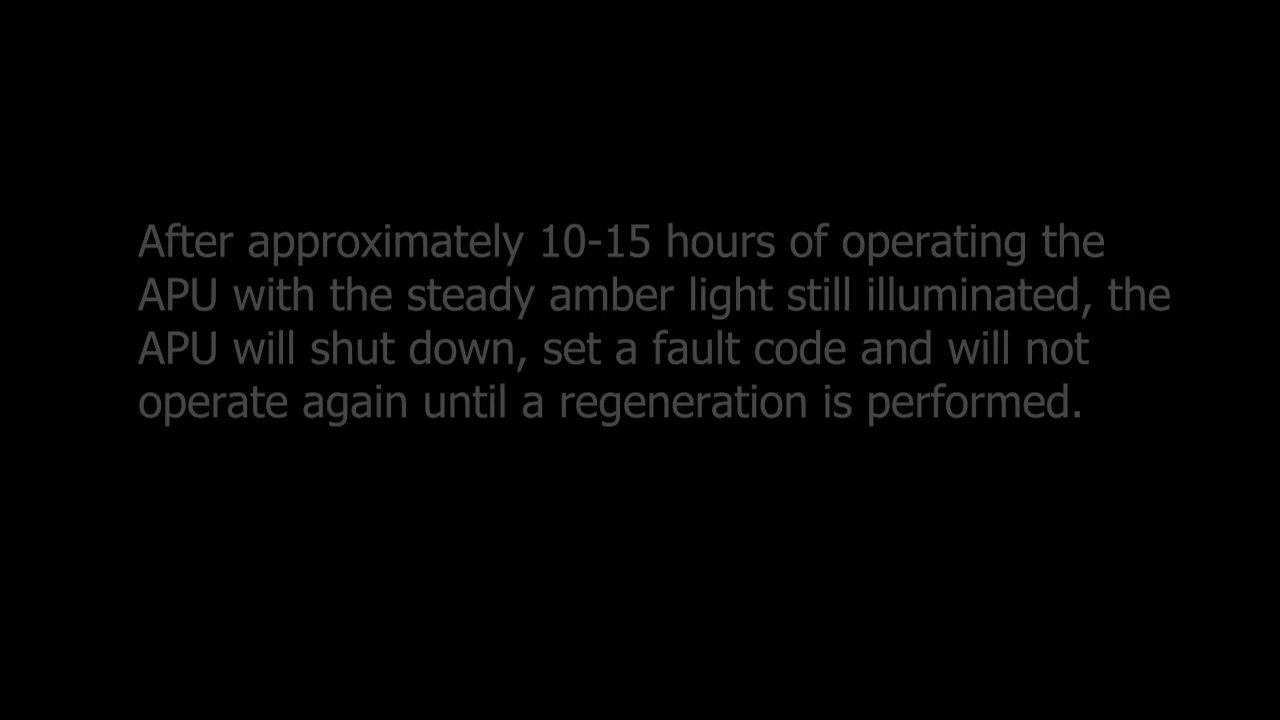 After approximately 10-15 hours of operating the
APU with the steady amber light still illuminated, the
APU will shut down, set a fault code and will not
operate again until a regeneration is performed.